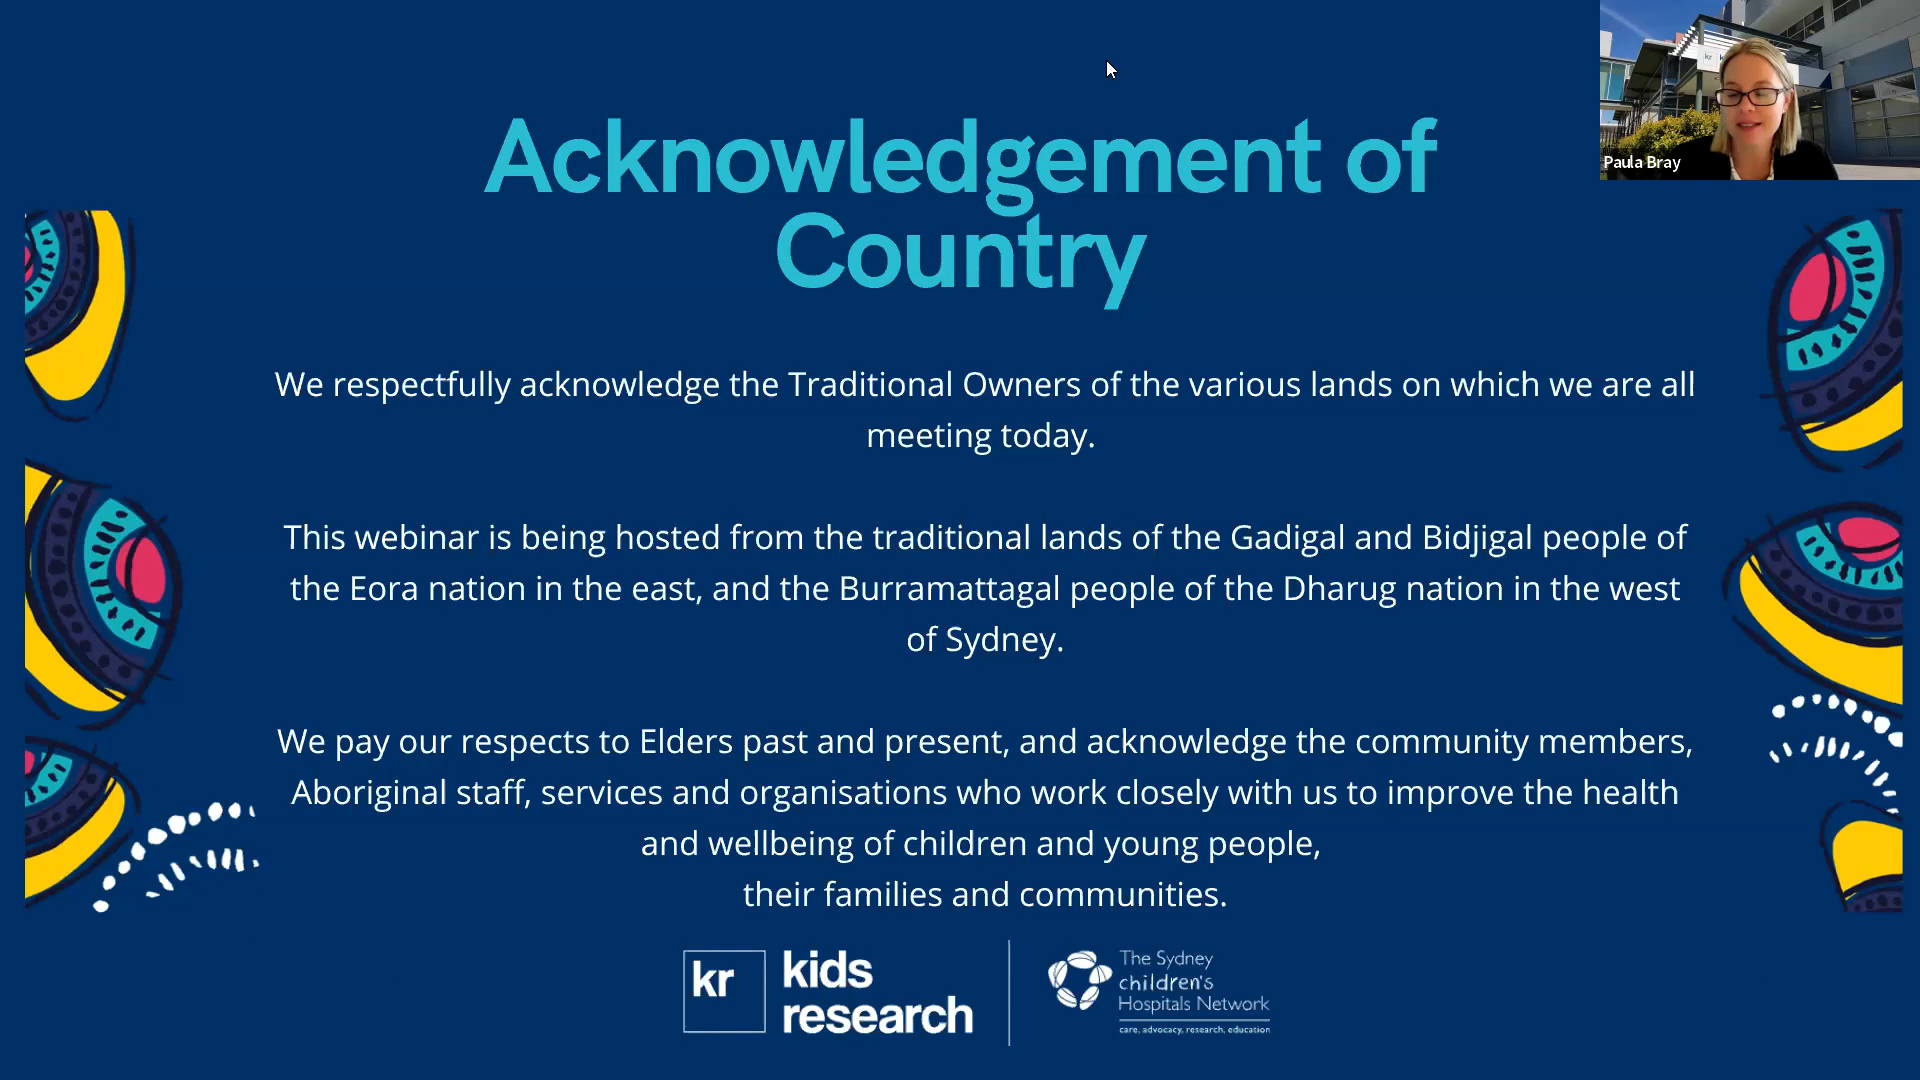 Acknowledgement of
Country
Paula Bray
We respectfully acknowledge the Traditional Owners of the various lands on which we are all
meeting today.
This webinar is being hosted from the traditional lands of the Gadigal and Bidjigal people of
the Eora nation in the east, and the Burramattagal people of the Dharug nation in the west
of Sydney.
We pay our respects to Elders past and present, and acknowledge the community members,
Aboriginal staff, services and organisations who work closely with us to improve the health
and wellbeing of children and young people,
their families and communities.
kr
kids
research
The Sydney
children's
Hospitals Network
care, advocacy, research, education